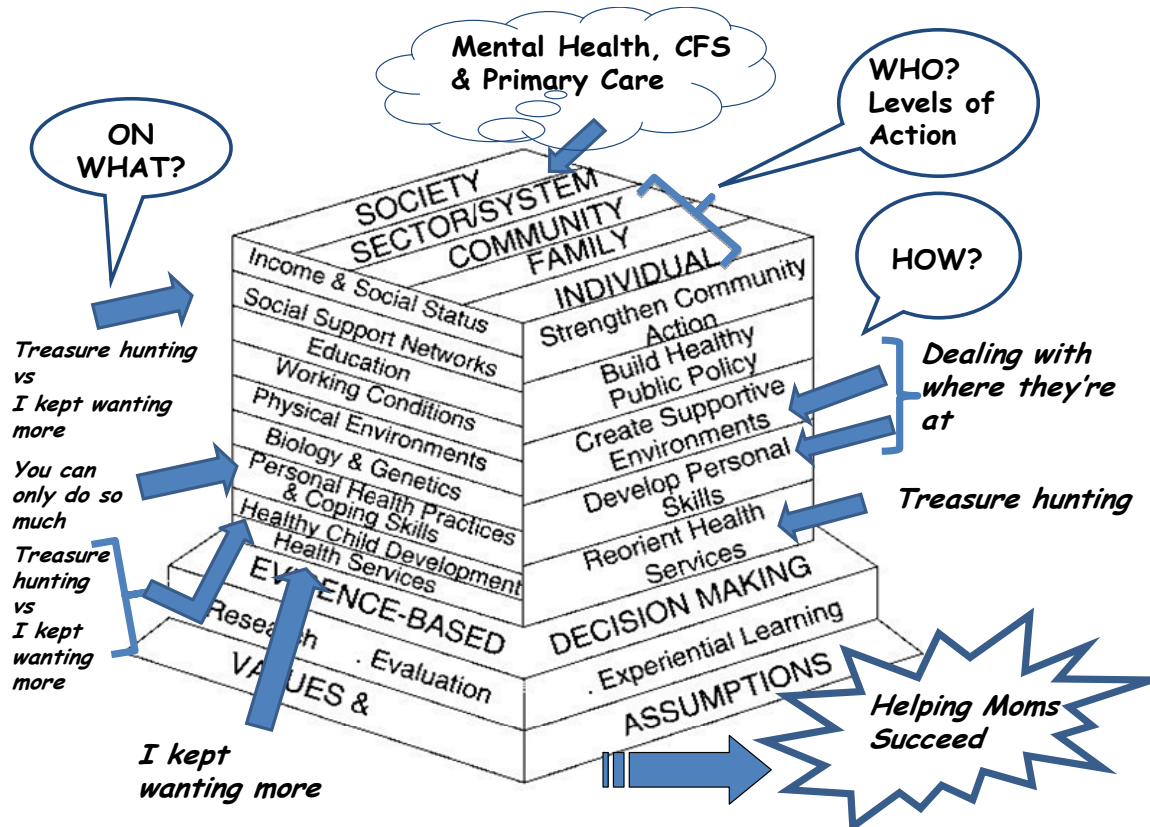 Mental Health, CFS
& Primary Care
WHO?
Levels of
Action
ON
WHAT?
HOW?
SOCIETY
SECTOR/SYSTEM
COMMUNITY
FAMILY
INDIVIDUAL
Income & Social Status
Social Support Networks
Education
Working Conditions
Physical Environments
Biology & Genetics
Personal Health Practices
& Coping Skills
Healthy Child Development
Health Services
Strengthen Community
Action
Build Healthy
Public Policy
Create Supportive
Environments
Develop Personal
Skills
Reorient Health
Services
EVIDENCE-BASED
DECISION MAKING
. Research
. Evaluation
. Experiential Learning
VALUES &
ASSUMPTIONS
Treasure hunting
vs
I kept wanting
more
You can
only do so
much
Treasure
hunting
vs
I kept
wanting
more
I kept
wanting more
Dealing with
where they're
at
Treasure hunting
Helping Moms
Succeed